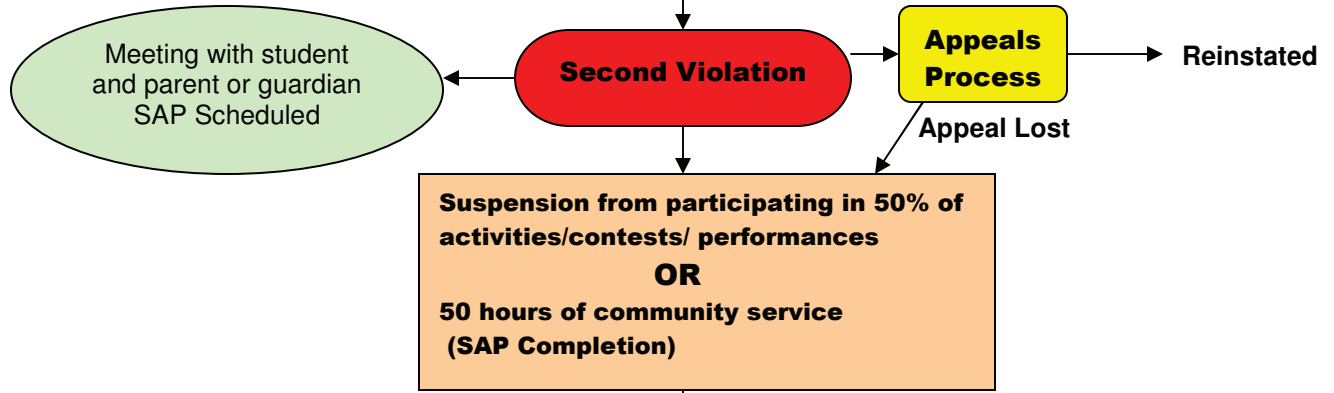 Meeting with student
and parent or guardian
SAP Scheduled
Second Violation
Appeals
Process
Reinstated
Appeal Lost
Suspension from participating in 50% of
activities/contests/ performances
OR
50 hours of community service
(SAP Completion)